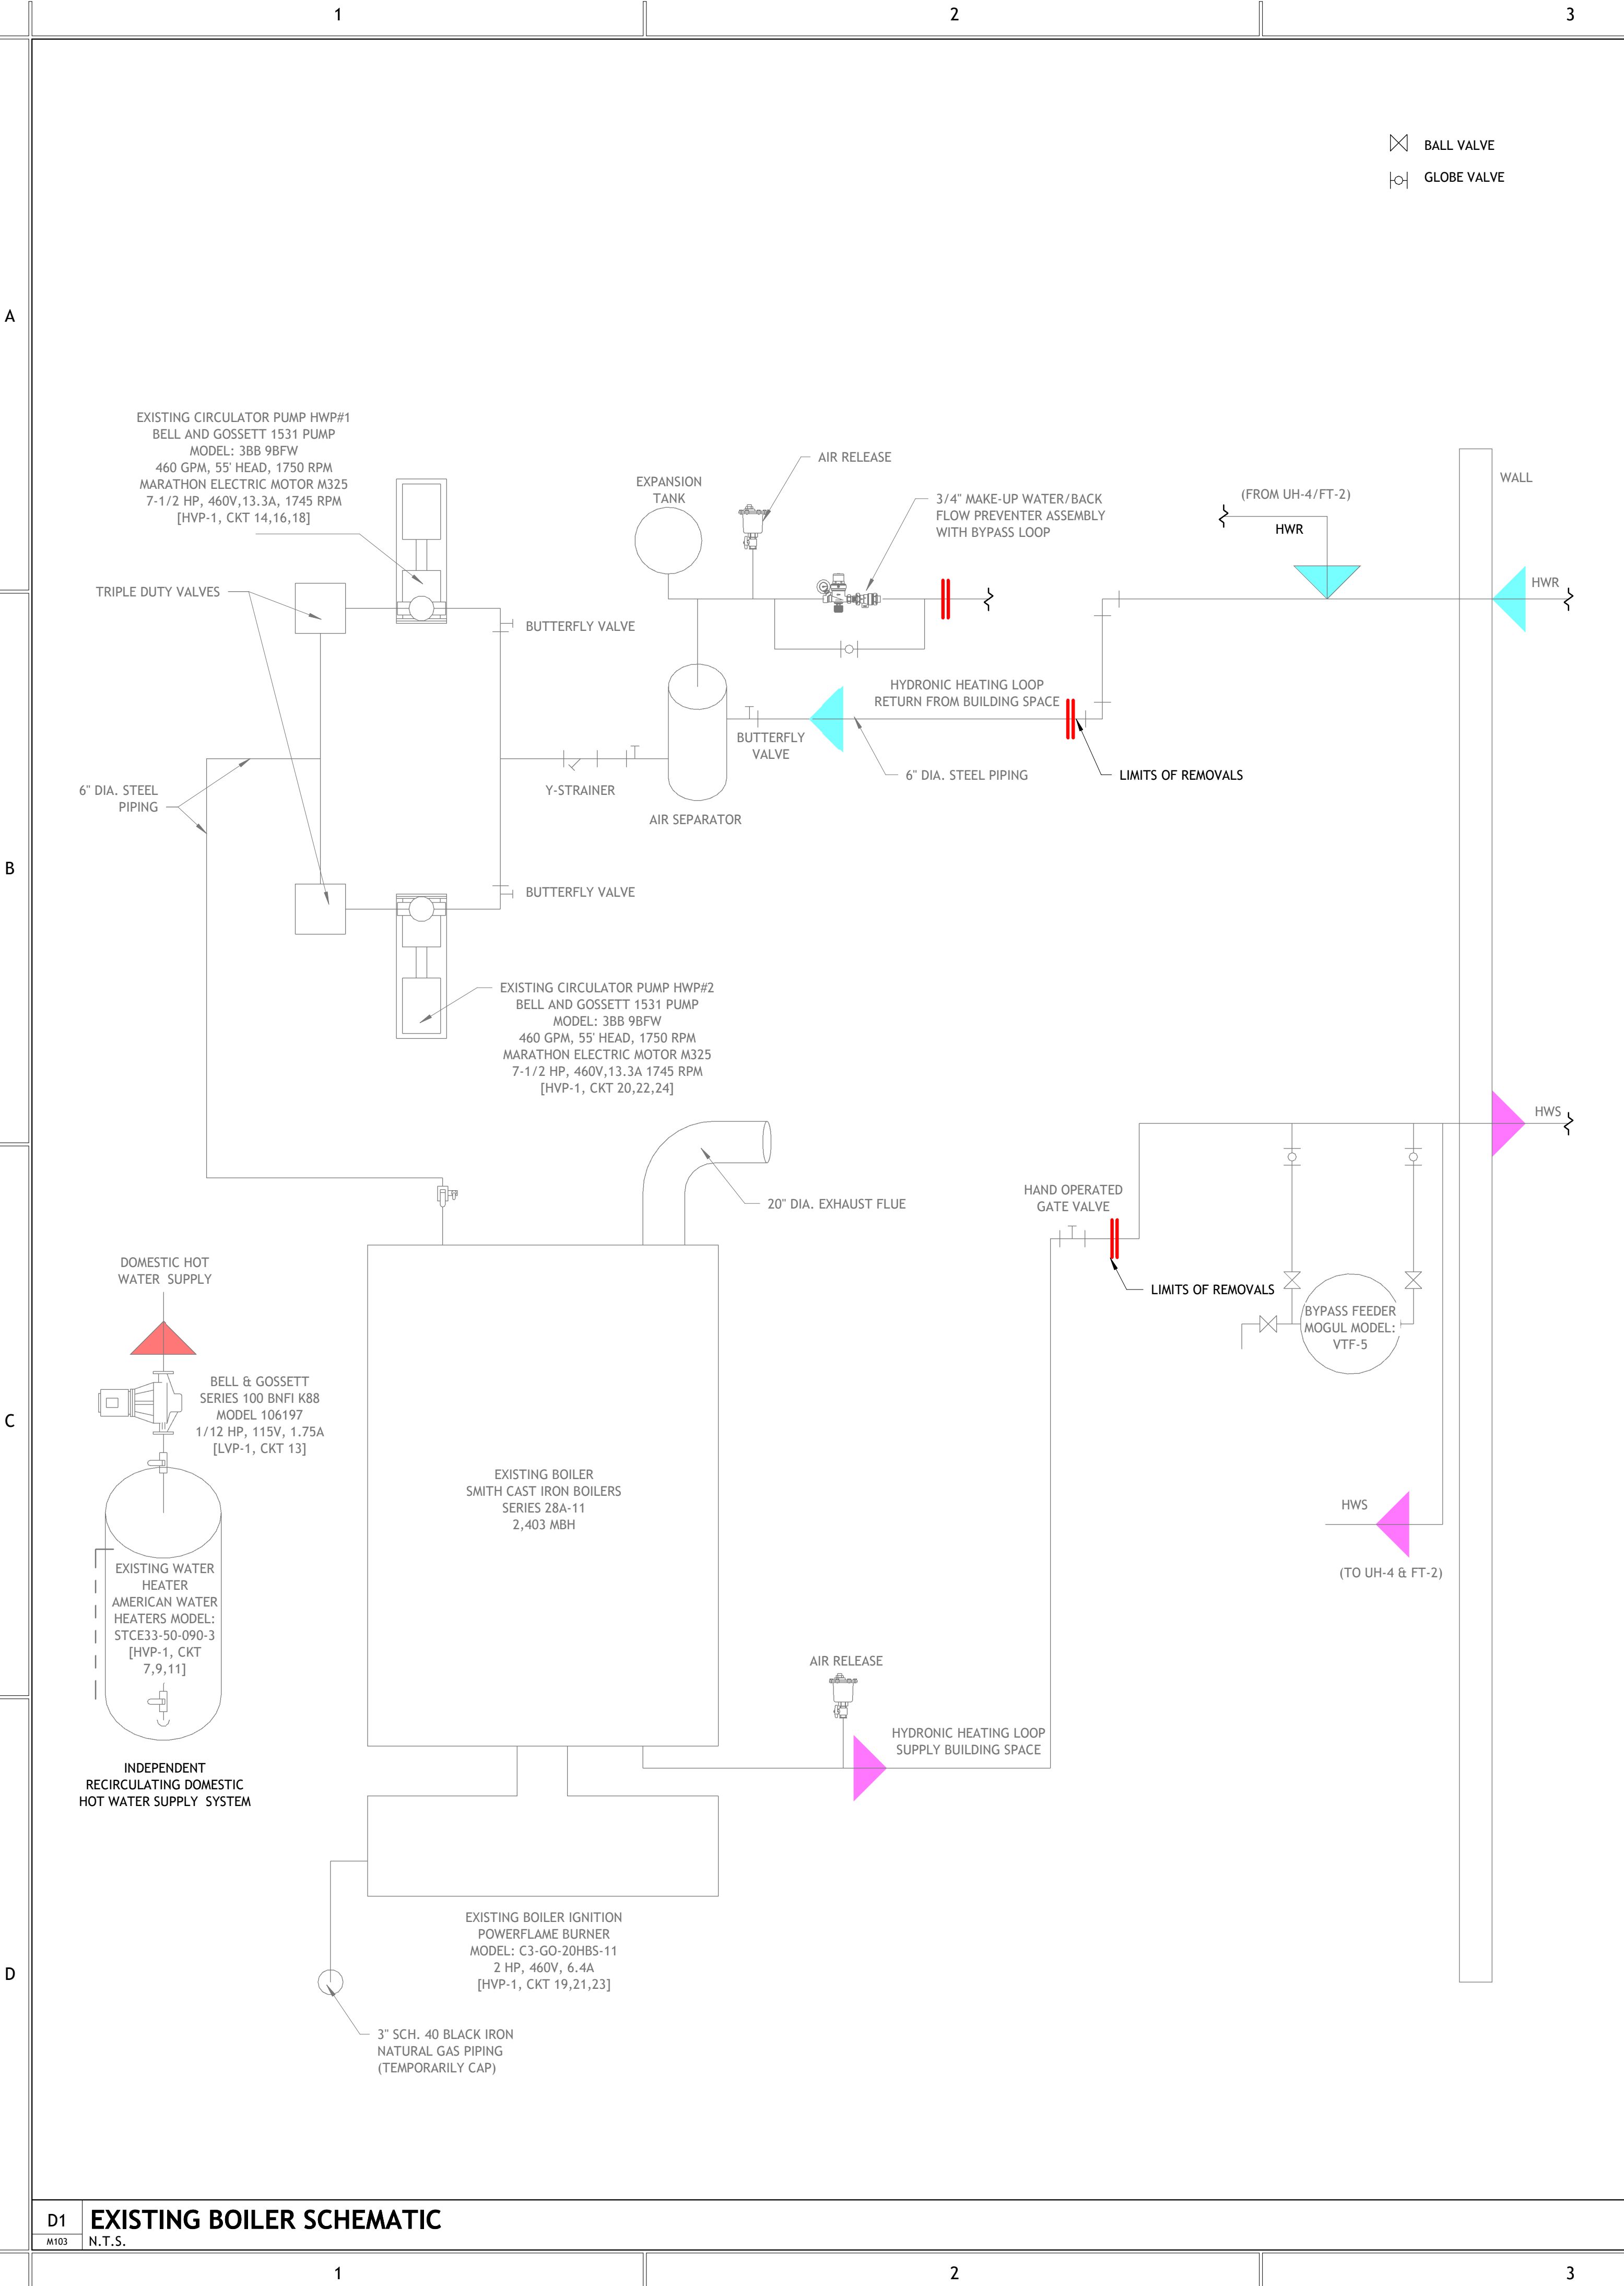 1
2
3
BALL VALVE
GLOBE VALVE
A
EXISTING CIRCULATOR PUMP HWP#1
BELL AND GOSSETT 1531 PUMP
MODEL: 3BB 9BFW
460 GPM, 55' HEAD, 1750 RPM
MARATHON ELECTRIC MOTOR M325
7-1/2 HP, 460V,13.3A, 1745 RPM
[HVP-1, CKT 14,16,18]
AIR RELEASE
EXPANSION
TANK
3/4" MAKE-UP WATER/BACK
FLOW PREVENTER ASSEMBLY
WITH BYPASS LOOP
(FROM UH-4/FT-2)
HWR
WALL
HWR
TRIPLE DUTY VALVES
BUTTERFLY VALVE
HYDRONIC HEATING LOOP
RETURN FROM BUILDING SPACE
BUTTERFLY
VALVE
6" DIA. STEEL PIPING
LIMITS OF REMOVALS
6" DIA. STEEL
PIPING
Y-STRAINER
AIR SEPARATOR
B
BUTTERFLY VALVE
EXISTING CIRCULATOR PUMP HWP#2
BELL AND GOSSETT 1531 PUMP
MODEL: 3BB 9BFW
460 GPM, 55' HEAD, 1750 RPM
MARATHON ELECTRIC MOTOR M325
7-1/2 HP, 460V,13.3A 1745 RPM
[HVP-1, CKT 20,22,24]
HWS
20" DIA. EXHAUST FLUE
HAND OPERATED
GATE VALVE
LIMITS OF REMOVALS
BYPASS FEEDER
MOGUL MODEL:
VTF-5
DOMESTIC HOT
WATER  SUPPLY
BELL & GOSSETT
SERIES 100 BNFI K88
MODEL 106197
1/12 HP, 115V, 1.75A
[LVP-1, CKT 13]
C
EXISTING BOILER
SMITH CAST IRON BOILERS
SERIES 28A-11
2,403 MBH
HWS
(TO UH-4 & FT-2)
EXISTING WATER
HEATER
AMERICAN WATER
HEATERS MODEL:
STCE33-50-090-3
[HVP-1, CKT
7,9,11]
AIR RELEASE
HYDRONIC HEATING LOOP
SUPPLY BUILDING SPACE
INDEPENDENT
RECIRCULATING DOMESTIC
HOT WATER SUPPLY  SYSTEM
EXISTING BOILER IGNITION
POWERFLAME BURNER
MODEL: C3-GO-20HBS-11
2 HP, 460V, 6.4A
[HVP-1, CKT 19,21,23]
D
3" SCH. 40 BLACK IRON
NATURAL GAS PIPING
(TEMPORARILY CAP)
D1
M103
EXISTING BOILER SCHEMATIC
N.T.S.
1
2
3